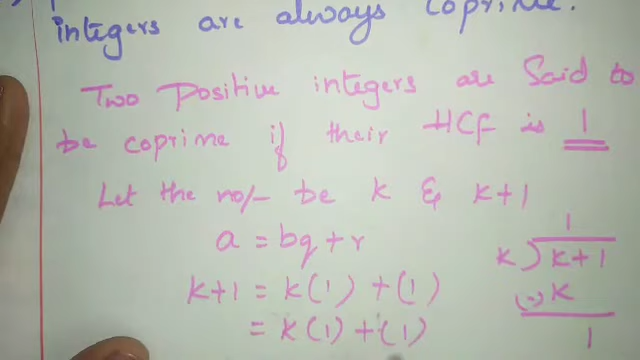 integers are always coprime.
Two Positive integers are Said to
be coprime if their HCF is 1
Let the no/- be k & k+1
a = bq + r
k+1 = k(1) + (1)
= k(1) + (1)
1
k ) k+1
(-) k
1